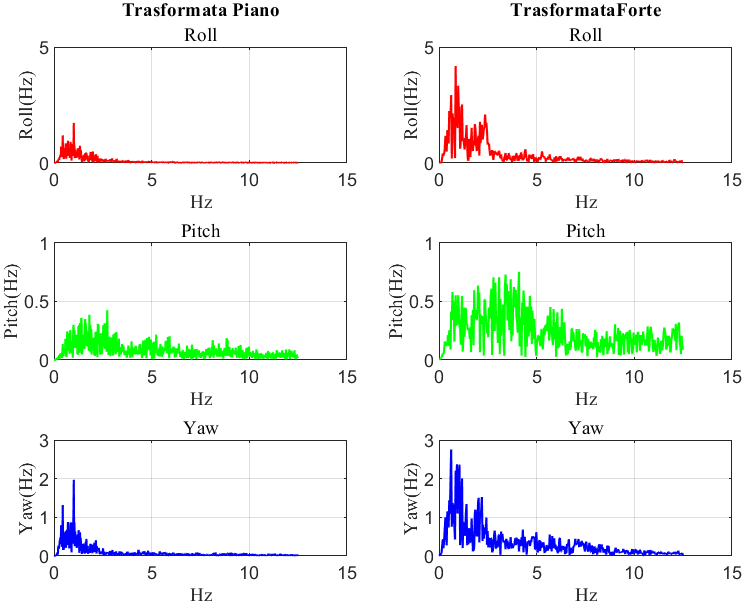 Trasformata Piano
Roll
Roll(Hz)
5
0
0 5 10 15
Hz
Pitch
Pitch(Hz)
1
0.5
0
0 5 10 15
Hz
Yaw
Yaw(Hz)
3
2
1
0
0 5 10 15
Hz
TrasformataForte
Roll
Roll(Hz)
5
0
0 5 10 15
Hz
Pitch
Pitch(Hz)
1
0.5
0
0 5 10 15
Hz
Yaw
Yaw(Hz)
3
2
1
0
0 5 10 15
Hz